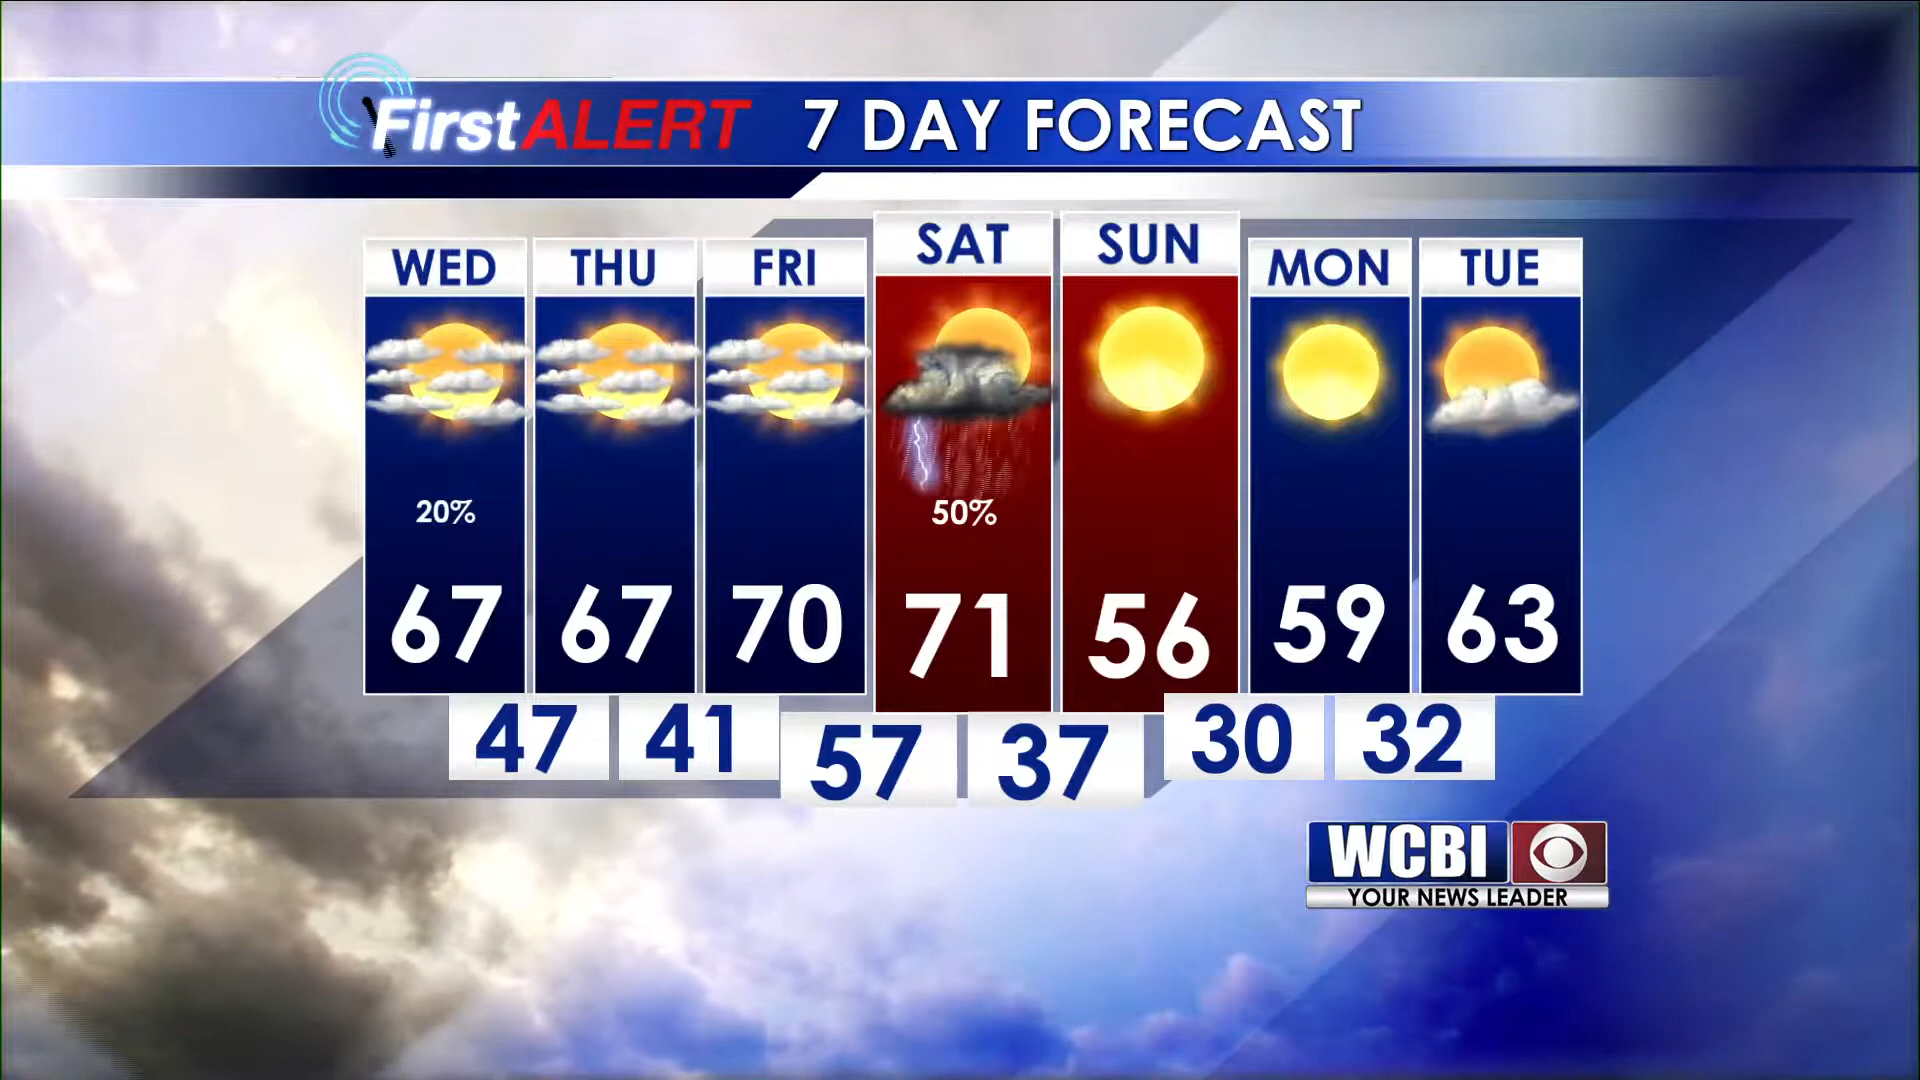 FirstALERT 7 DAY FORECAST
WED THU FRI SAT SUN MON TUE
20% 50%
67 67 70 71 56 59 63
47 41 57 37 30 32
WCBI
YOUR NEWS LEADER